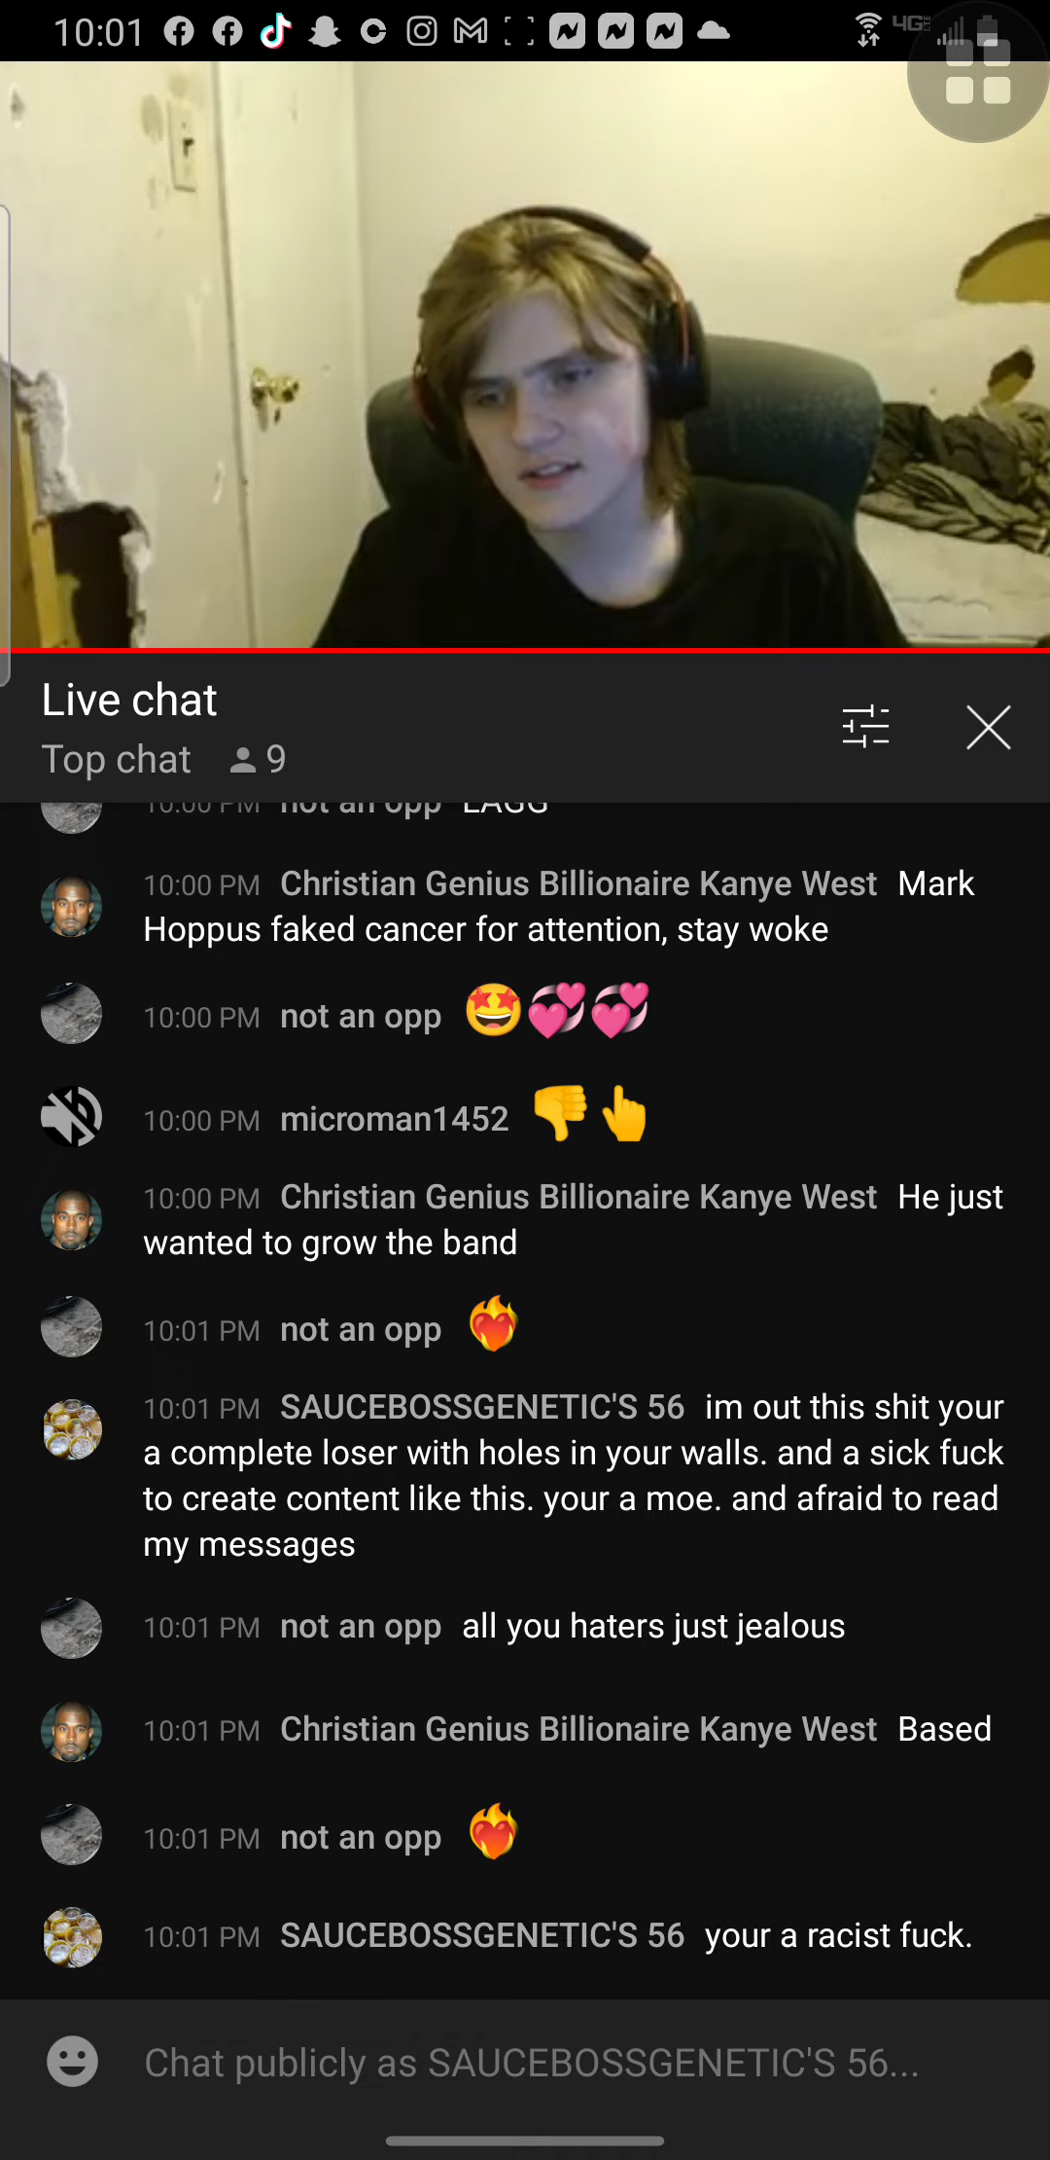 10:01
4G
Live chat
Top chat 9
10:00 PM not an opp LAGG
10:00 PM Christian Genius Billionaire Kanye West Mark
Hoppus faked cancer for attention, stay woke
10:00 PM not an opp 🤩💞💞
10:00 PM microman1452 👎👆
10:00 PM Christian Genius Billionaire Kanye West He just
wanted to grow the band
10:01 PM not an opp ❤️‍🔥
10:01 PM SAUCEBOSSGENETIC'S 56 im out this shit your
a complete loser with holes in your walls. and a sick fuck
to create content like this. your a moe. and afraid to read
my messages
10:01 PM not an opp all you haters just jealous
10:01 PM Christian Genius Billionaire Kanye West Based
10:01 PM not an opp ❤️‍🔥
10:01 PM SAUCEBOSSGENETIC'S 56 your a racist fuck.
Chat publicly as SAUCEBOSSGENETIC'S 56...